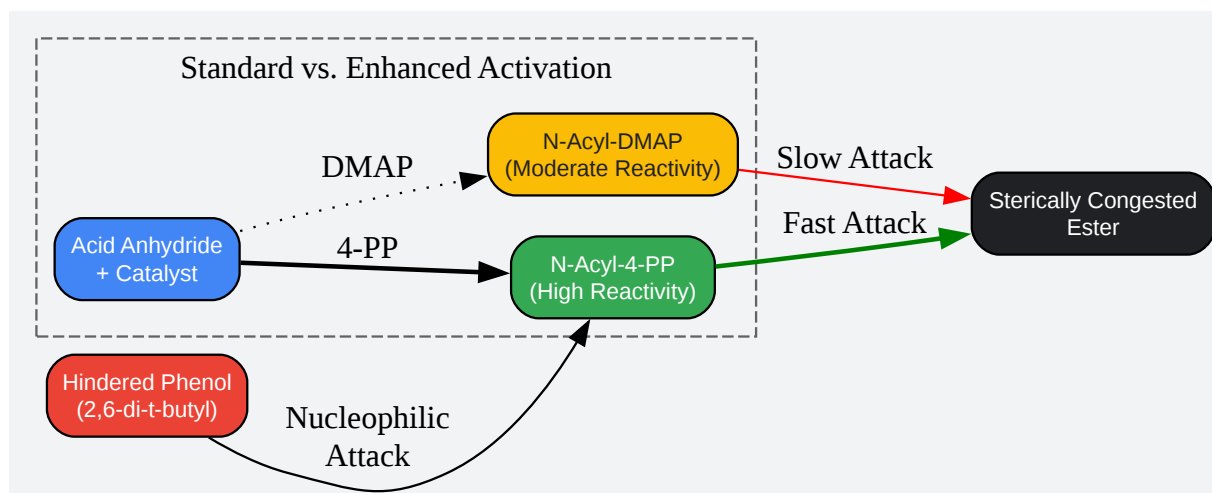 Standard vs. Enhanced Activation
DMAP
N-Acyl-DMAP
(Moderate Reactivity)
Slow Attack
Sterically Congested
Ester
Acid Anhydride
+ Catalyst
4-PP
N-Acyl-4-PP
(High Reactivity)
Fast Attack
Hindered Phenol
(2,6-di-t-butyl)
Nucleophilic
Attack